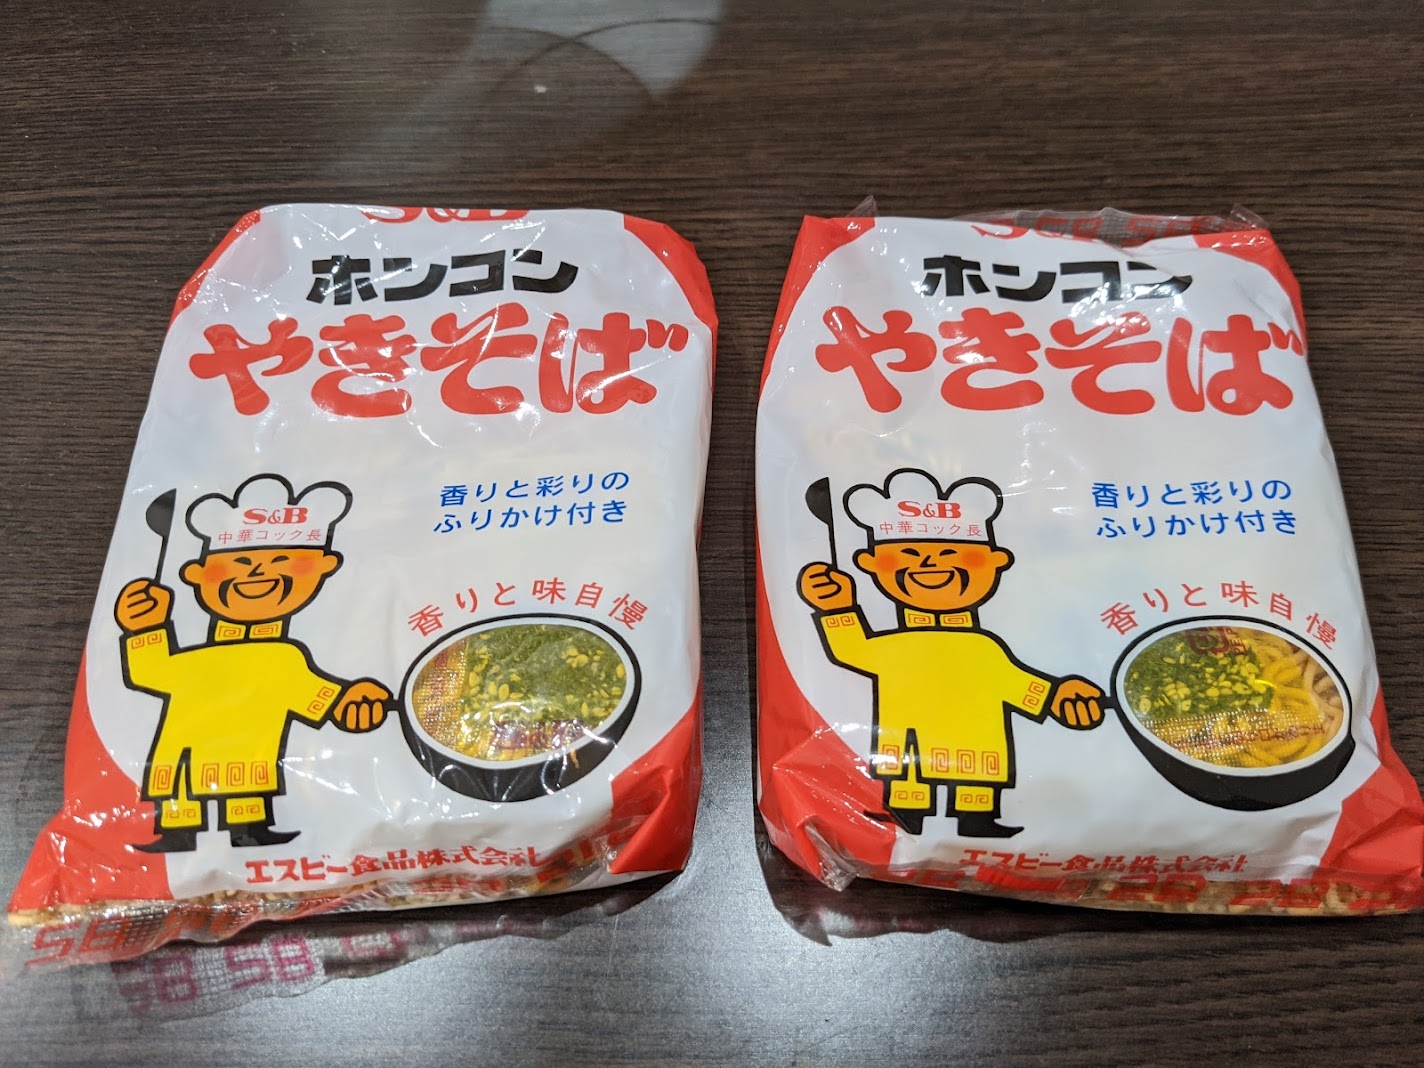 S&B
ホンコン
やきそば
香りと彩りの
ふりかけ付き
S&B
中華コック長
香りと味自慢
エスビー食品株式会社
SB SB SB
S&B
ホンコン
やきそば
香りと彩りの
ふりかけ付き
S&B
中華コック長
香りと味自慢
エスビー食品株式会社